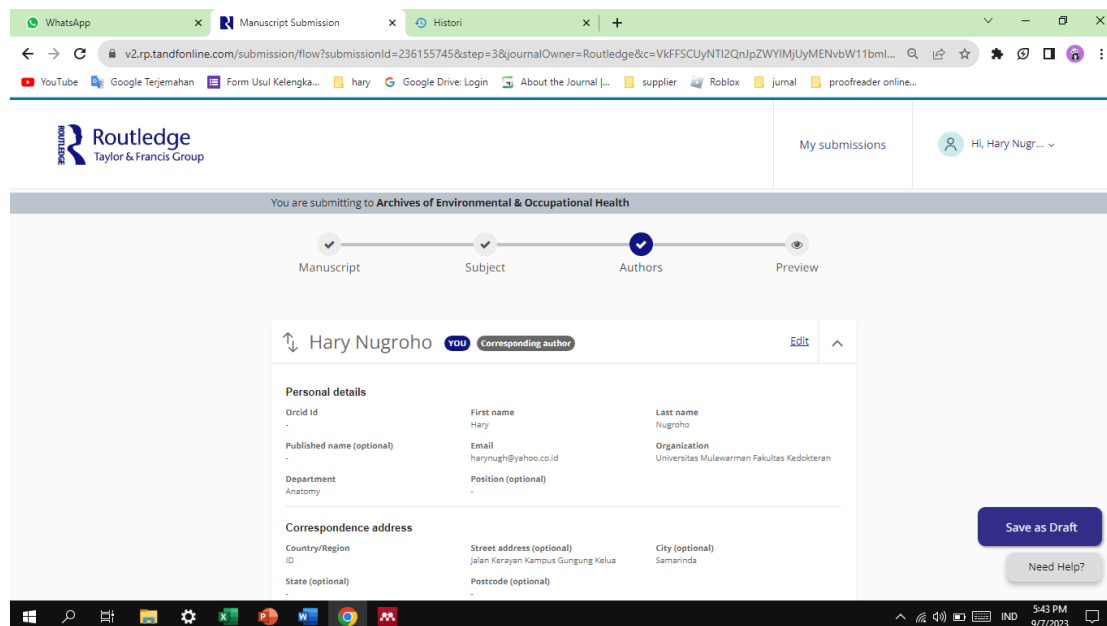 WhatsApp
Manuscript Submission
Histori
v2.rp.tandfonline.com/submission/flow?submissionId=236155745&step=3&journalOwner=Routledge&c=VkFFSCUyNTI2QnJpZWYlMjUyMENvbW11bml...
YouTube Google Terjemahan Form Usul Kelengka... hary Google Drive: Login About the Journal |... supplier Roblox jurnal proofreader online...
ROUTLEDGE
Routledge
Taylor & Francis Group
My submissions
Hi, Hary Nugr...
You are submitting to Archives of Environmental & Occupational Health
Manuscript Subject Authors Preview
Hary Nugroho YOU Corresponding author Edit
Personal details
Orcid Id First name Last name
- Hary Nugroho
Published name (optional) Email Organization
- harynugh@yahoo.co.id Universitas Mulawarman Fakultas Kedokteran
Department Position (optional)
Anatomy -
Correspondence address
Country/Region Street address (optional) City (optional)
ID Jalan Kerayan Kampus Gungung Kelua Samarinda
State (optional) Postcode (optional)
- -
Save as Draft
Need Help?
IND
5:43 PM
9/7/2023